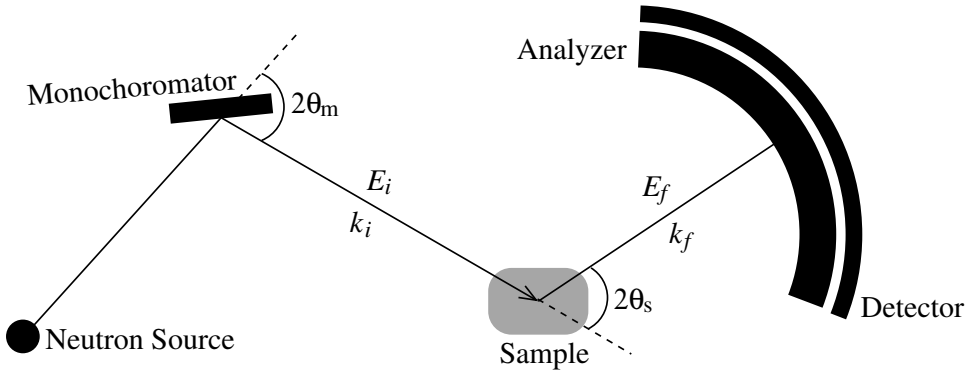 Analyzer
Monochoromator
2θm
Ei
ki
Ef
kf
2θs
Detector
Neutron Source
Sample